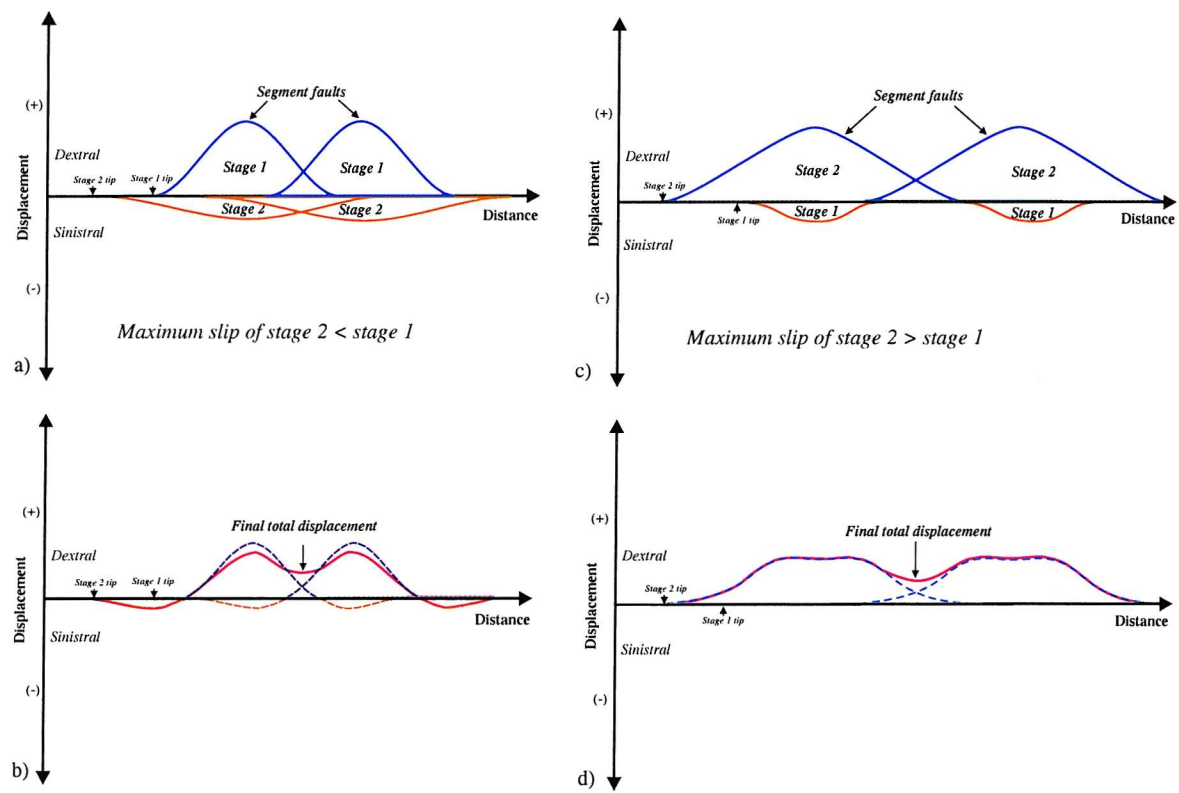 Segment faults
(+)
Displacement
Dextral
Stage 1
Stage 1
Stage 2 tip
Stage 1 tip
Stage 2
Stage 2
Distance
Sinistral
(-)
Maximum slip of stage 2 < stage 1
a)
Segment faults
(+)
Displacement
Dextral
Stage 2
Stage 2
Stage 2 tip
Stage 1 tip
Stage 1
Stage 1
Distance
Sinistral
(-)
Maximum slip of stage 2 > stage 1
c)
(+)
Displacement
Final total displacement
Dextral
Stage 2 tip
Stage 1 tip
Distance
Sinistral
(-)
b)
(+)
Displacement
Final total displacement
Dextral
Stage 2 tip
Stage 1 tip
Distance
Sinistral
(-)
d)